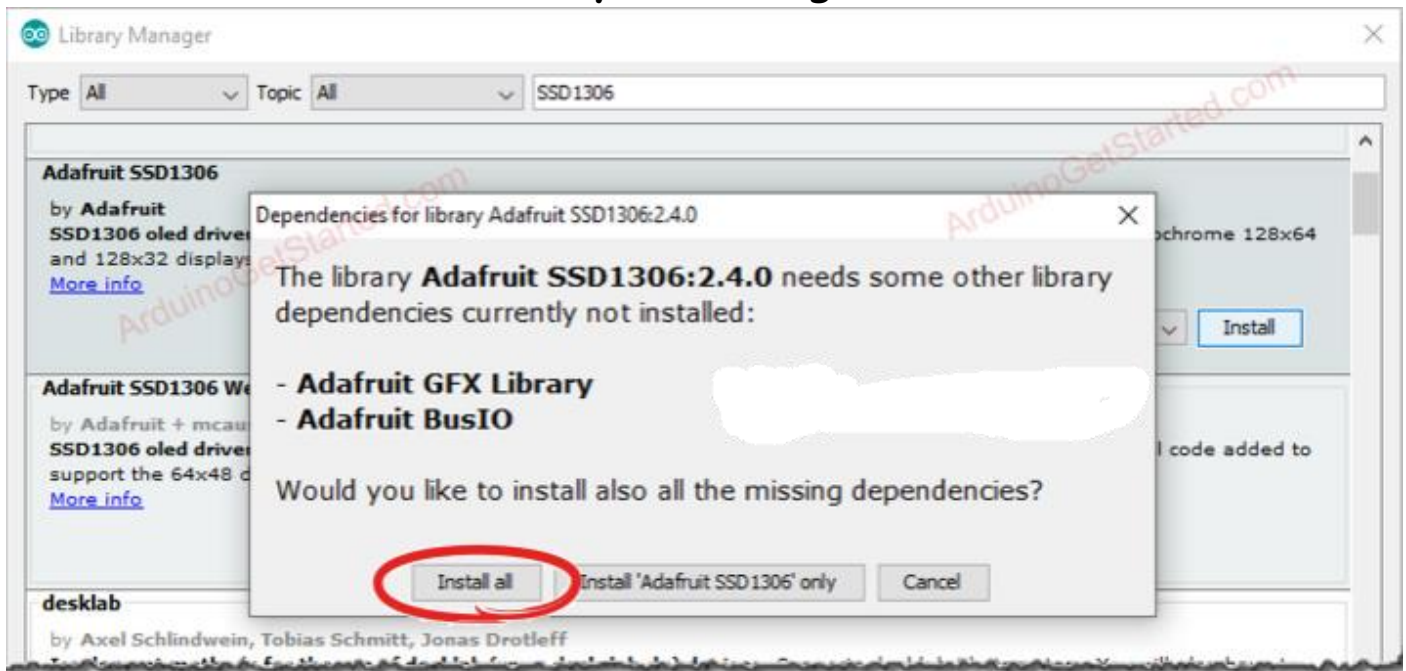 Library Manager
Type All Topic All SSD1306
Adafruit SSD1306
by Adafruit
SSD1306 oled driver
ochrome 128x64
and 128x32 displays
More info
Install
Dependencies for library Adafruit SSD1306:2.4.0
The library Adafruit SSD1306:2.4.0 needs some other library
dependencies currently not installed:
- Adafruit GFX Library
- Adafruit BusIO
Would you like to install also all the missing dependencies?
Install all Install 'Adafruit SSD1306' only Cancel
Adafruit SSD1306 We
by Adafruit + mcau
SSD1306 oled driver
l code added to
support the 64x48 d
More info
desklab
by Axel Schlindwein, Tobias Schmitt, Jonas Drotleff
ArduinoGetStarted.com
ArduinoGetStarted.com